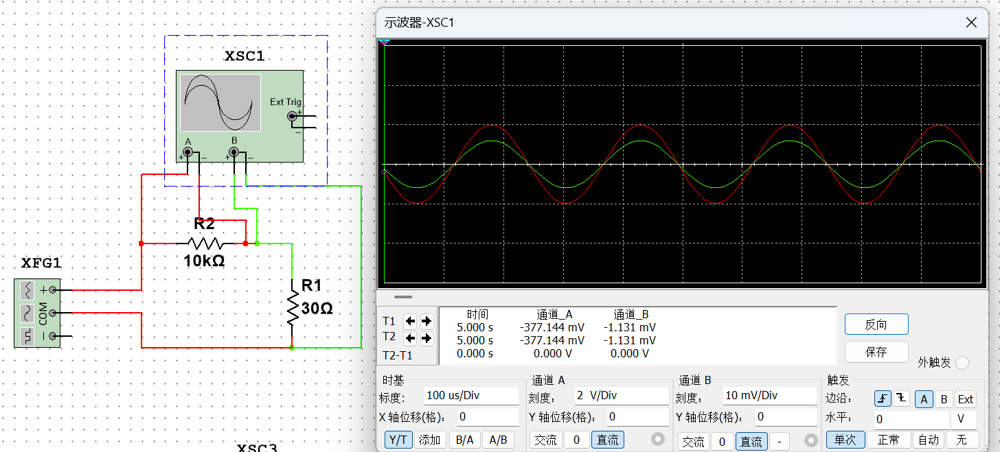 XSC1
Ext Trig
+
−
A
B
+ − + −
R2
10kΩ
XFG1
+
COM
−
R1
30Ω
XSC3
示波器-XSC1
时间 通道_A 通道_B
T1 5.000 s -377.144 mV -1.131 mV
T2 5.000 s -377.144 mV -1.131 mV
T2-T1 0.000 s 0.000 V 0.000 V
反向
保存
外触发
时基
标度: 100 us/Div
X 轴位移(格): 0
Y/T 添加 B/A A/B
通道 A
刻度: 2 V/Div
Y 轴位移(格): 0
交流 0 直流
通道 B
刻度: 10 mV/Div
Y 轴位移(格): 0
交流 0 直流 -
触发
边沿: A B Ext
水平: 0 V
单次 正常 自动 无